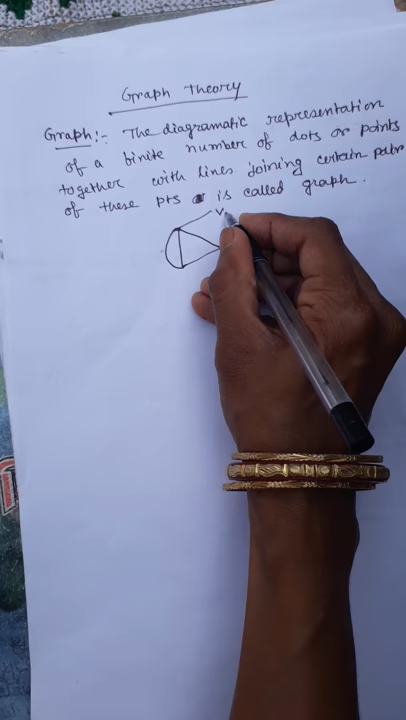 Graph Theory
Graph:- The diagramatic representation
of a binite number of dots or points
together with lines joining certain pairs
of these pts is called graph.
v